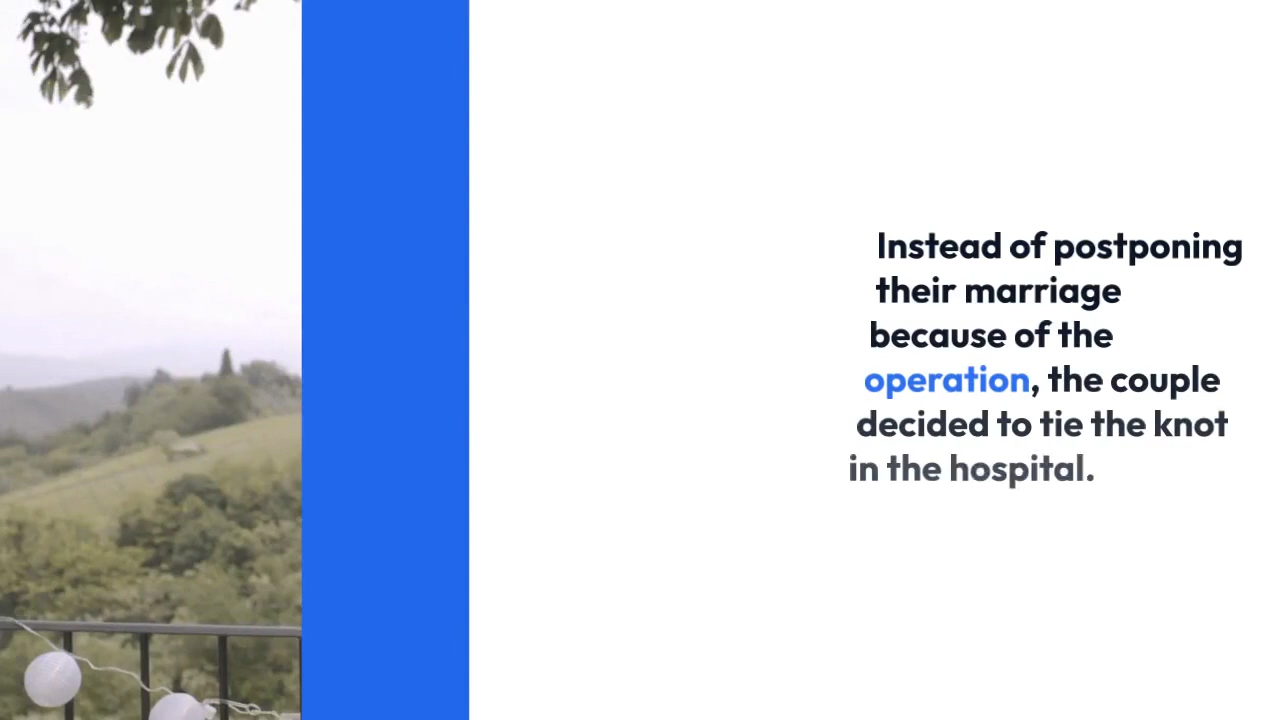 Instead of postponing
their marriage
because of the
operation, the couple
decided to tie the knot
in the hospital.